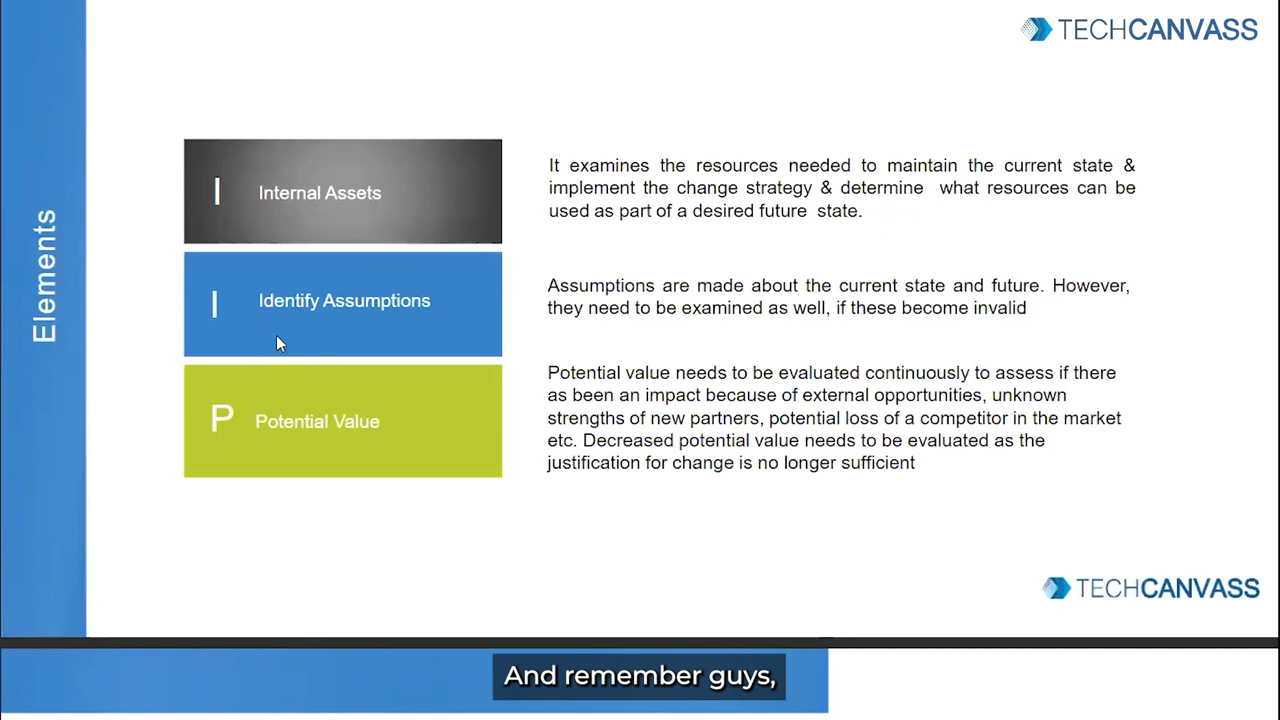 TECHCANVASS
Elements
I Internal Assets
It examines the resources needed to maintain the current state &
implement the change strategy & determine what resources can be
used as part of a desired future state.
I Identify Assumptions
Assumptions are made about the current state and future. However,
they need to be examined as well, if these become invalid
P Potential Value
Potential value needs to be evaluated continuously to assess if there
as been an impact because of external opportunities, unknown
strengths of new partners, potential loss of a competitor in the market
etc. Decreased potential value needs to be evaluated as the
justification for change is no longer sufficient
TECHCANVASS
And remember guys,